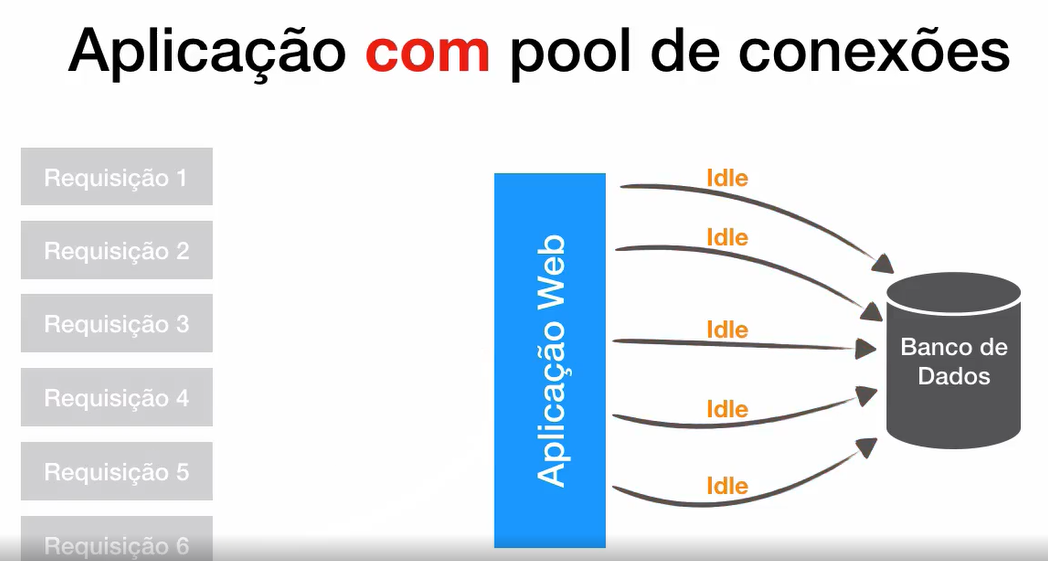 Aplicação com pool de conexões
Requisição 1
Requisição 2
Requisição 3
Requisição 4
Requisição 5
Requisição 6
Aplicação Web
Idle
Idle
Idle
Idle
Idle
Banco de
Dados